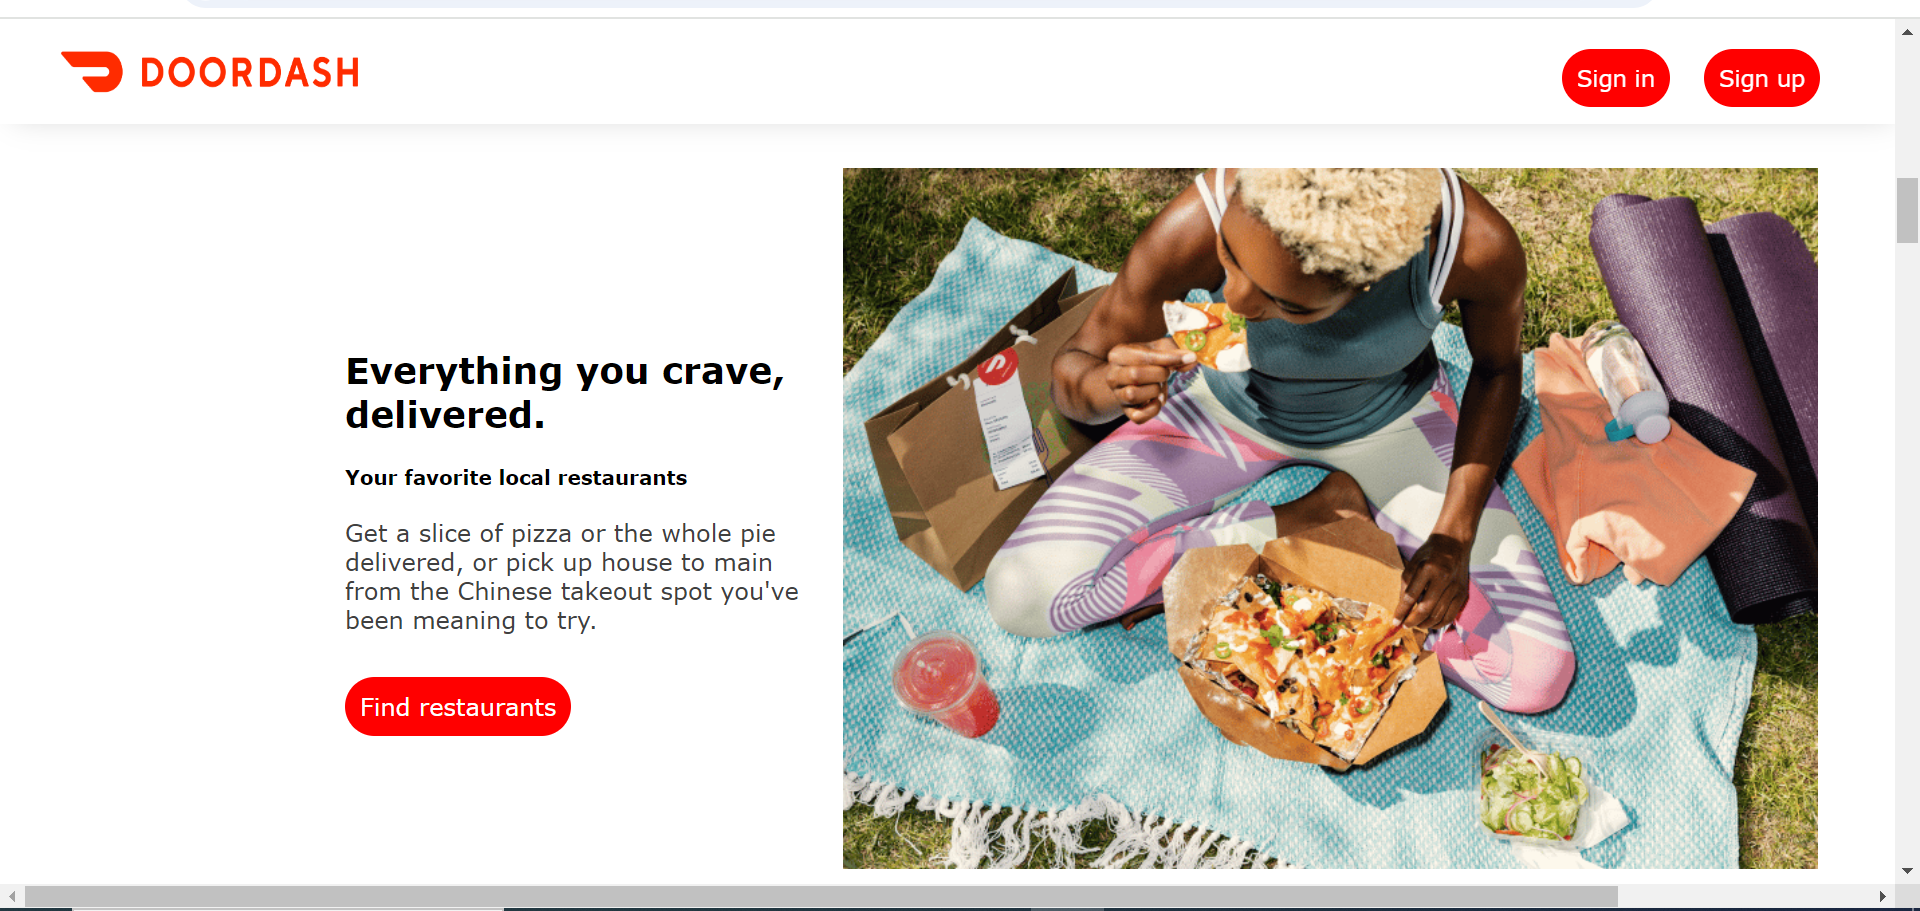 DOORDASH
Sign in
Sign up
Everything you crave,
delivered.
Your favorite local restaurants
Get a slice of pizza or the whole pie
delivered, or pick up house to main
from the Chinese takeout spot you've
been meaning to try.
Find restaurants